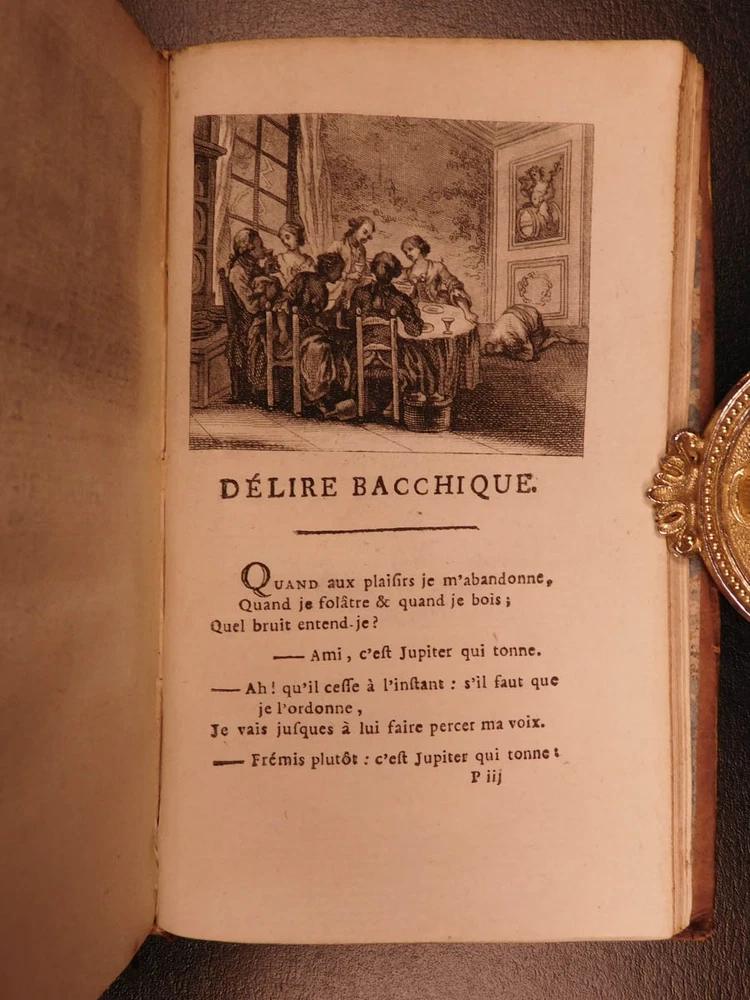 DÉLIRE BACCHIQUE.
QUAND aux plaiſirs je m'abandonne,
Quand je folâtre & quand je bois ;
Quel bruit entend-je ?
— Ami, c'eſt Jupiter qui tonne.
— Ah ! qu'il ceſſe à l'inſtant : s'il faut que
je l'ordonne,
Je vais juſques à lui faire percer ma voix.
— Frémis plutôt : c'eſt Jupiter qui tonne :
P iij